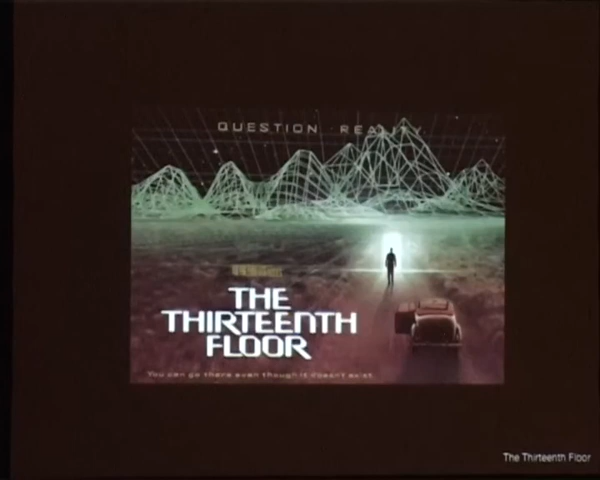 QUESTION REALITY
THE
THIRTEENTH
FLOOR
You can go there even though it doesn't exist.
The Thirteenth Floor